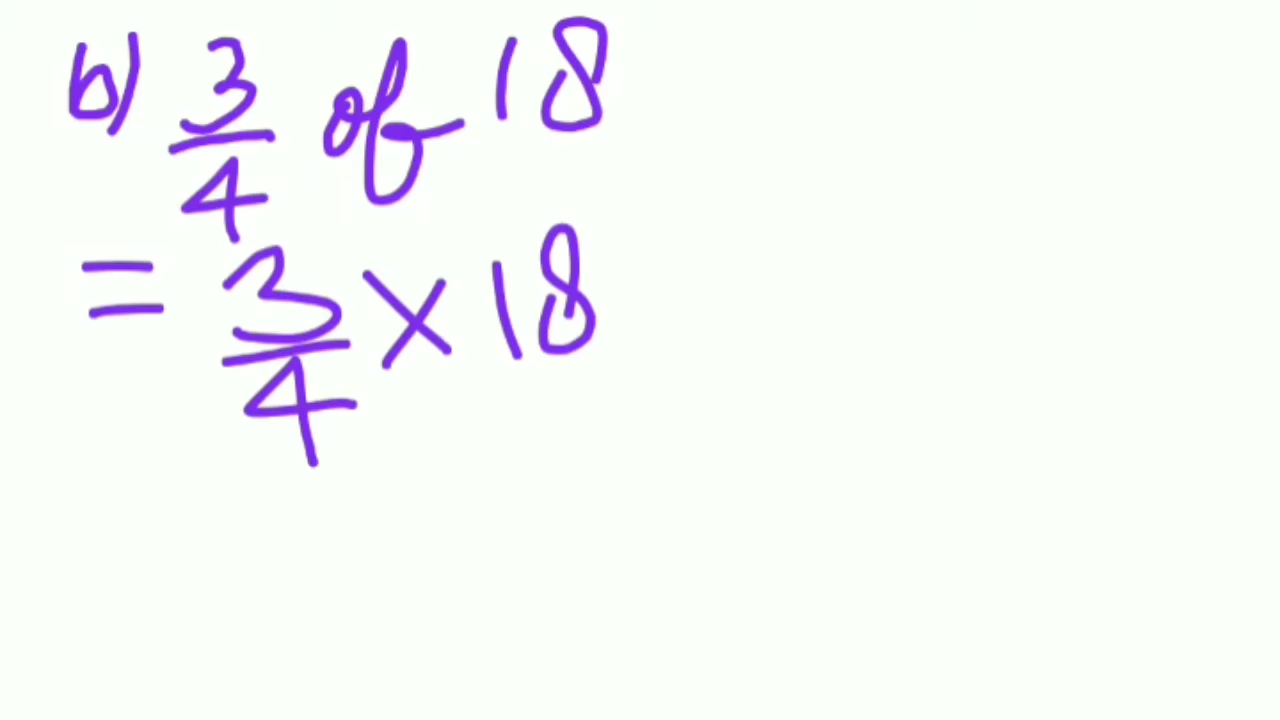 b) 3/4 of 18
= 3/4 × 18